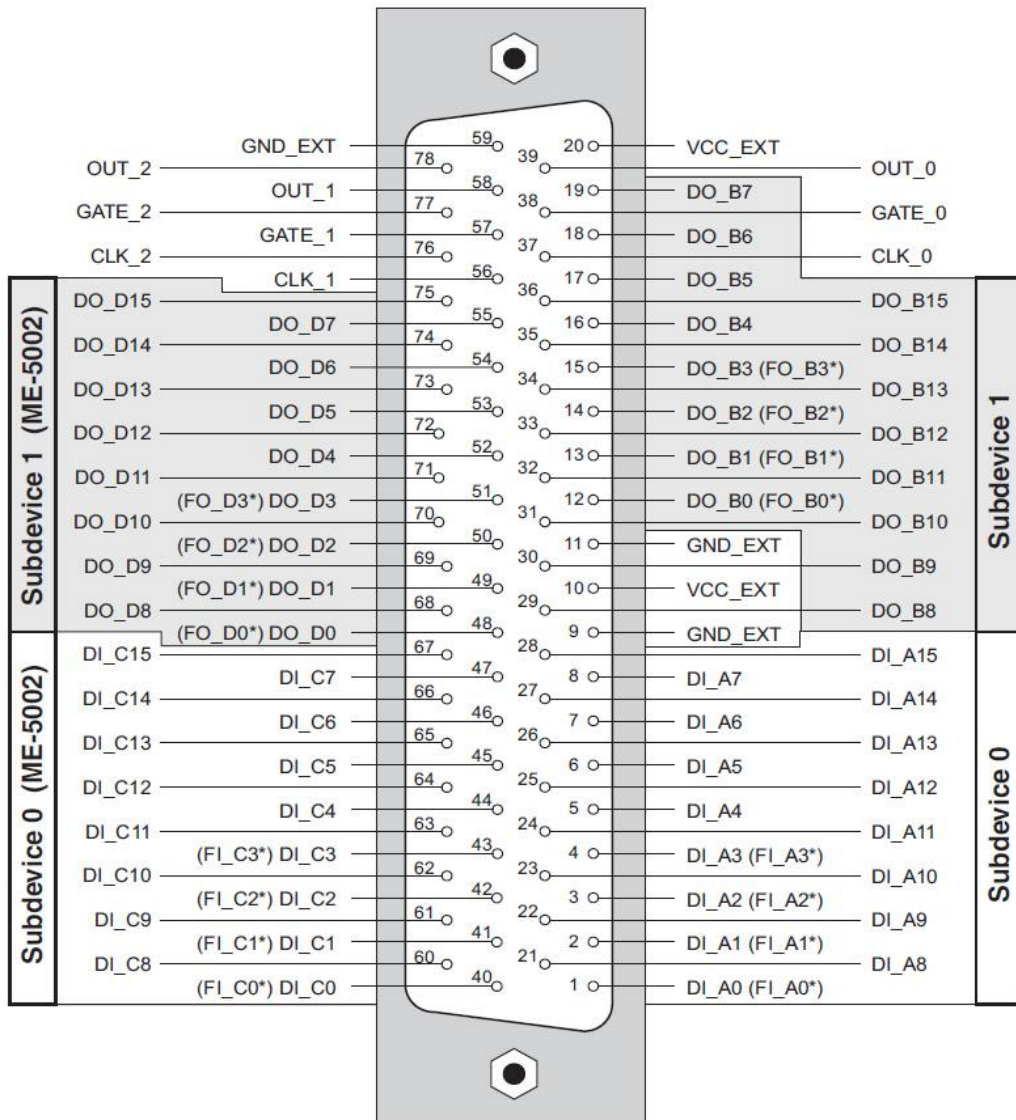 GND_EXT 59 20 VCC_EXT
OUT_2 78 39 OUT_0
OUT_1 58 19 DO_B7
GATE_2 77 38 GATE_0
GATE_1 57 18 DO_B6
CLK_2 76 37 CLK_0
CLK_1 56 17 DO_B5
DO_D15 75 36 DO_B15
DO_D7 55 16 DO_B4
DO_D14 74 35 DO_B14
DO_D6 54 15 DO_B3 (FO_B3*)
DO_D13 73 34 DO_B13
DO_D5 53 14 DO_B2 (FO_B2*)
DO_D12 72 33 DO_B12
DO_D4 52 13 DO_B1 (FO_B1*)
DO_D11 71 32 DO_B11
(FO_D3*) DO_D3 51 12 DO_B0 (FO_B0*)
DO_D10 70 31 DO_B10
(FO_D2*) DO_D2 50 11 GND_EXT
DO_D9 69 30 DO_B9
(FO_D1*) DO_D1 49 10 VCC_EXT
DO_D8 68 29 DO_B8
(FO_D0*) DO_D0 48 9 GND_EXT
DI_C15 67 28 DI_A15
DI_C7 47 8 DI_A7
DI_C14 66 27 DI_A14
DI_C6 46 7 DI_A6
DI_C13 65 26 DI_A13
DI_C5 45 6 DI_A5
DI_C12 64 25 DI_A12
DI_C4 44 5 DI_A4
DI_C11 63 24 DI_A11
(FI_C3*) DI_C3 43 4 DI_A3 (FI_A3*)
DI_C10 62 23 DI_A10
(FI_C2*) DI_C2 42 3 DI_A2 (FI_A2*)
DI_C9 61 22 DI_A9
(FI_C1*) DI_C1 41 2 DI_A1 (FI_A1*)
DI_C8 60 21 DI_A8
(FI_C0*) DI_C0 40 1 DI_A0 (FI_A0*)
Subdevice 1 (ME-5002)
Subdevice 0 (ME-5002)
Subdevice 1
Subdevice 0